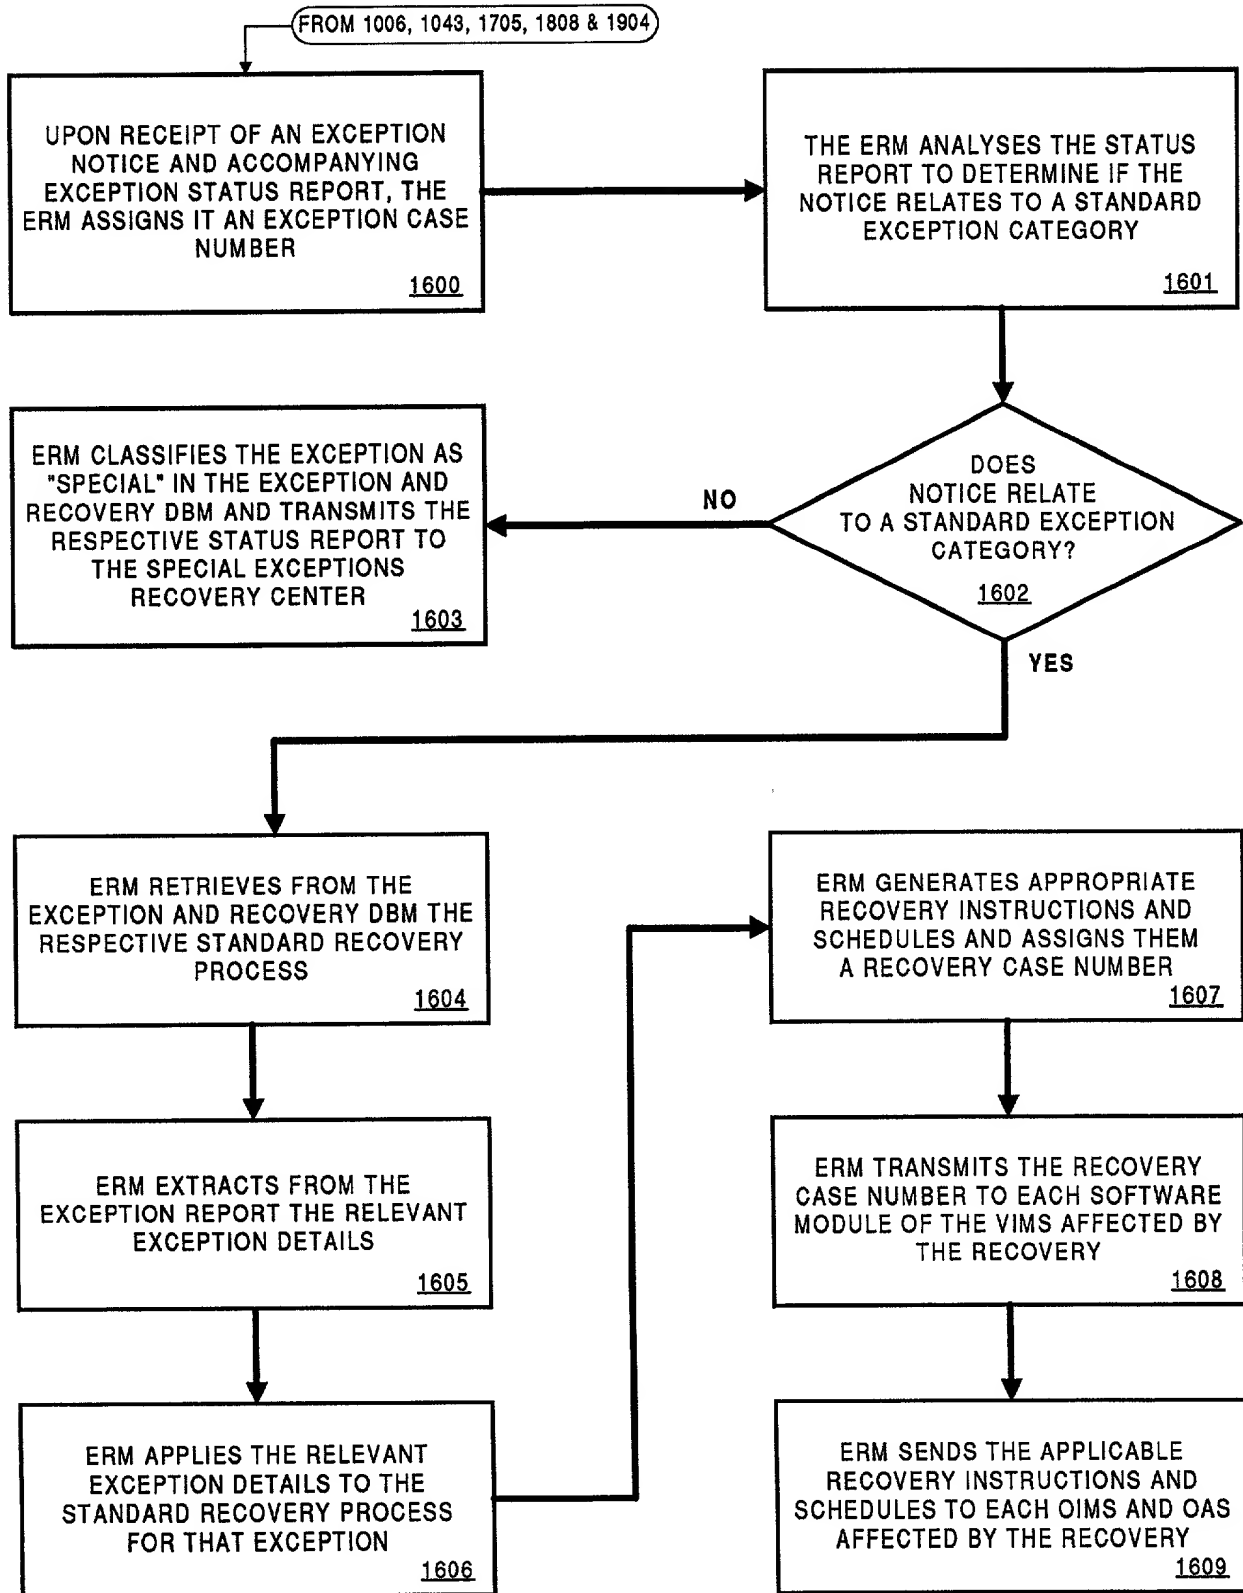 FROM 1006, 1043, 1705, 1808 & 1904
UPON RECEIPT OF AN EXCEPTION
NOTICE AND ACCOMPANYING
EXCEPTION STATUS REPORT, THE
ERM ASSIGNS IT AN EXCEPTION CASE
NUMBER
1600
THE ERM ANALYSES THE STATUS
REPORT TO DETERMINE IF THE
NOTICE RELATES TO A STANDARD
EXCEPTION CATEGORY
1601
DOES
NOTICE RELATE
TO A STANDARD EXCEPTION
CATEGORY?
1602
NO
YES
ERM CLASSIFIES THE EXCEPTION AS
"SPECIAL" IN THE EXCEPTION AND
RECOVERY DBM AND TRANSMITS THE
RESPECTIVE STATUS REPORT TO
THE SPECIAL EXCEPTIONS
RECOVERY CENTER
1603
ERM RETRIEVES FROM THE
EXCEPTION AND RECOVERY DBM THE
RESPECTIVE STANDARD RECOVERY
PROCESS
1604
ERM EXTRACTS FROM THE
EXCEPTION REPORT THE RELEVANT
EXCEPTION DETAILS
1605
ERM APPLIES THE RELEVANT
EXCEPTION DETAILS TO THE
STANDARD RECOVERY PROCESS
FOR THAT EXCEPTION
1606
ERM GENERATES APPROPRIATE
RECOVERY INSTRUCTIONS AND
SCHEDULES AND ASSIGNS THEM
A RECOVERY CASE NUMBER
1607
ERM TRANSMITS THE RECOVERY
CASE NUMBER TO EACH SOFTWARE
MODULE OF THE VIMS AFFECTED BY
THE RECOVERY
1608
ERM SENDS THE APPLICABLE
RECOVERY INSTRUCTIONS AND
SCHEDULES TO EACH OIMS AND OAS
AFFECTED BY THE RECOVERY
1609